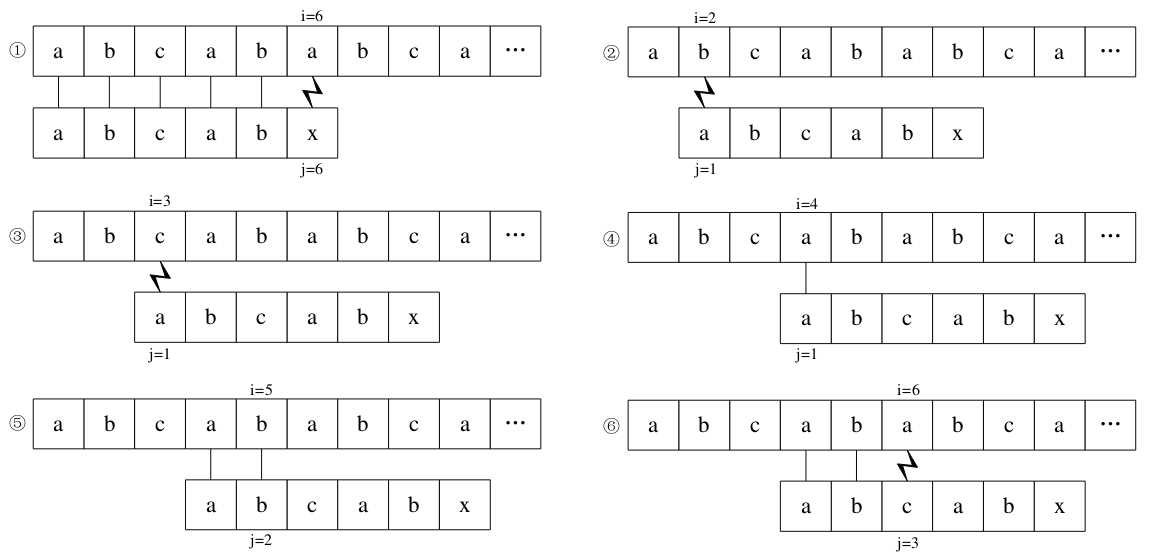 i=6
① a b c a b a b c a ···
a b c a b x
j=6
i=2
② a b c a b a b c a ···
a b c a b x
j=1
i=3
③ a b c a b a b c a ···
a b c a b x
j=1
i=4
④ a b c a b a b c a ···
a b c a b x
j=1
i=5
⑤ a b c a b a b c a ···
a b c a b x
j=2
i=6
⑥ a b c a b a b c a ···
a b c a b x
j=3